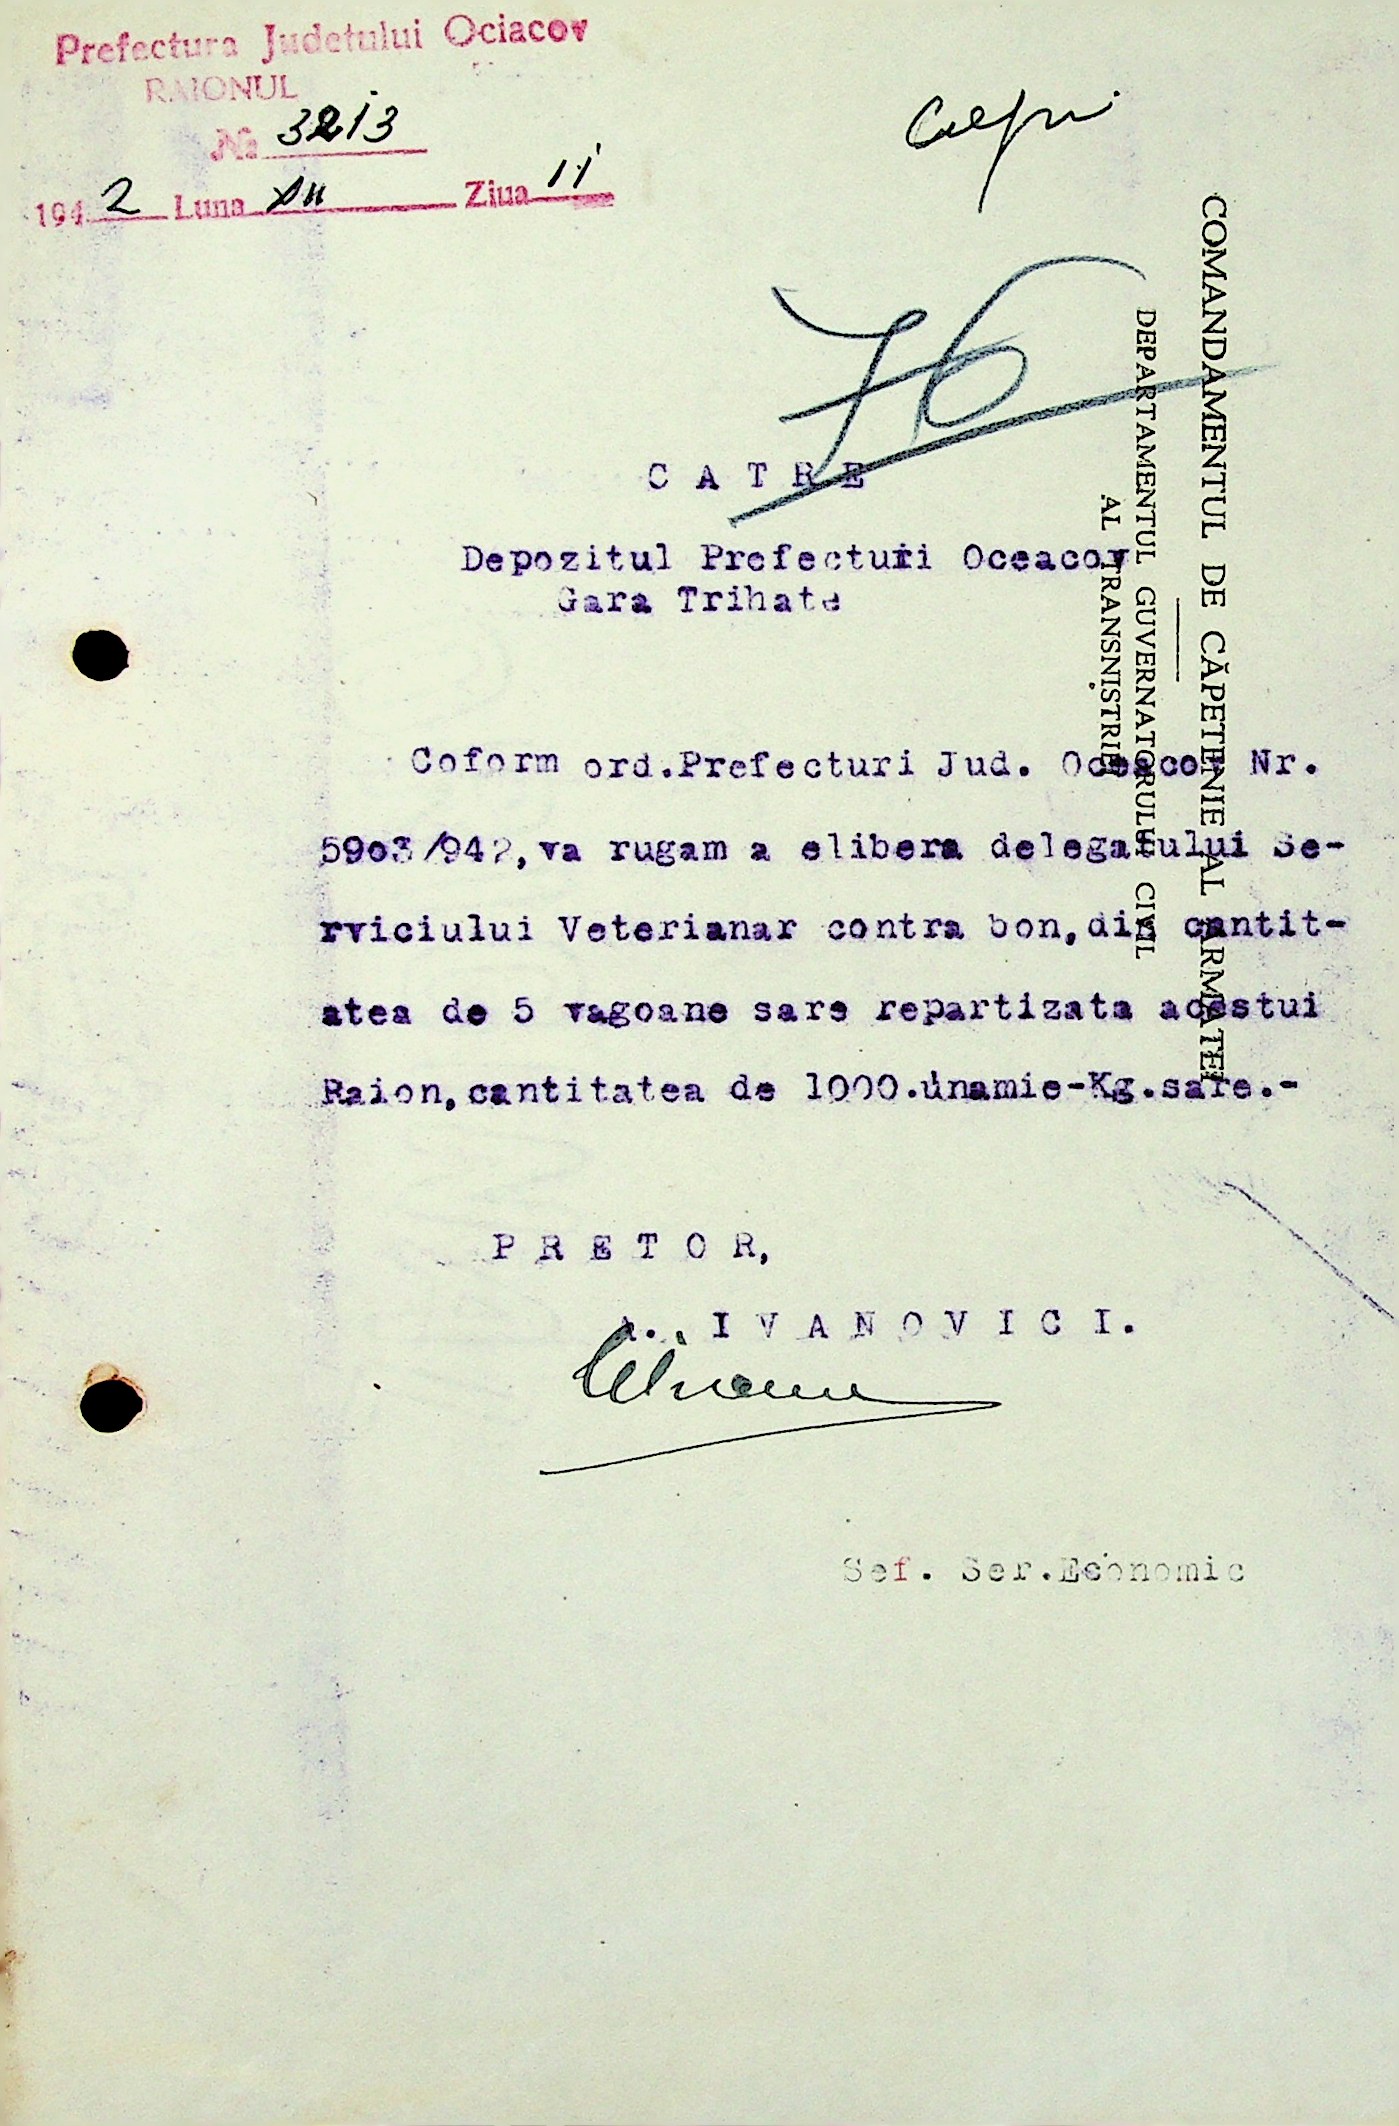 Prefectura Judetului Ociacov
RAIONUL
№ 3213
1942 Luna XII Ziua 11
76
COMANDAMENTUL DE CĂPETENIE AL ARMATEI
DEPARTAMENTUL GUVERNATORULUI CIVIL
AL TRANSNISTRIEI
C A T R E
Depozitul Prefecturi Oceacov
Gara Trihate
Coform ord.Prefecturi Jud. Oceacov Nr.
5903/942, va rugam a elibera delegatului Se-
rviciului Veterianar contra bon, din cantit-
atea de 5 vagoane sare repartizata acestui
Raion, cantitatea de 1000.unamie-Kg.sare.-
P R E T O R,
A. I V A N O V I C I.
Sef. Ser.Economic